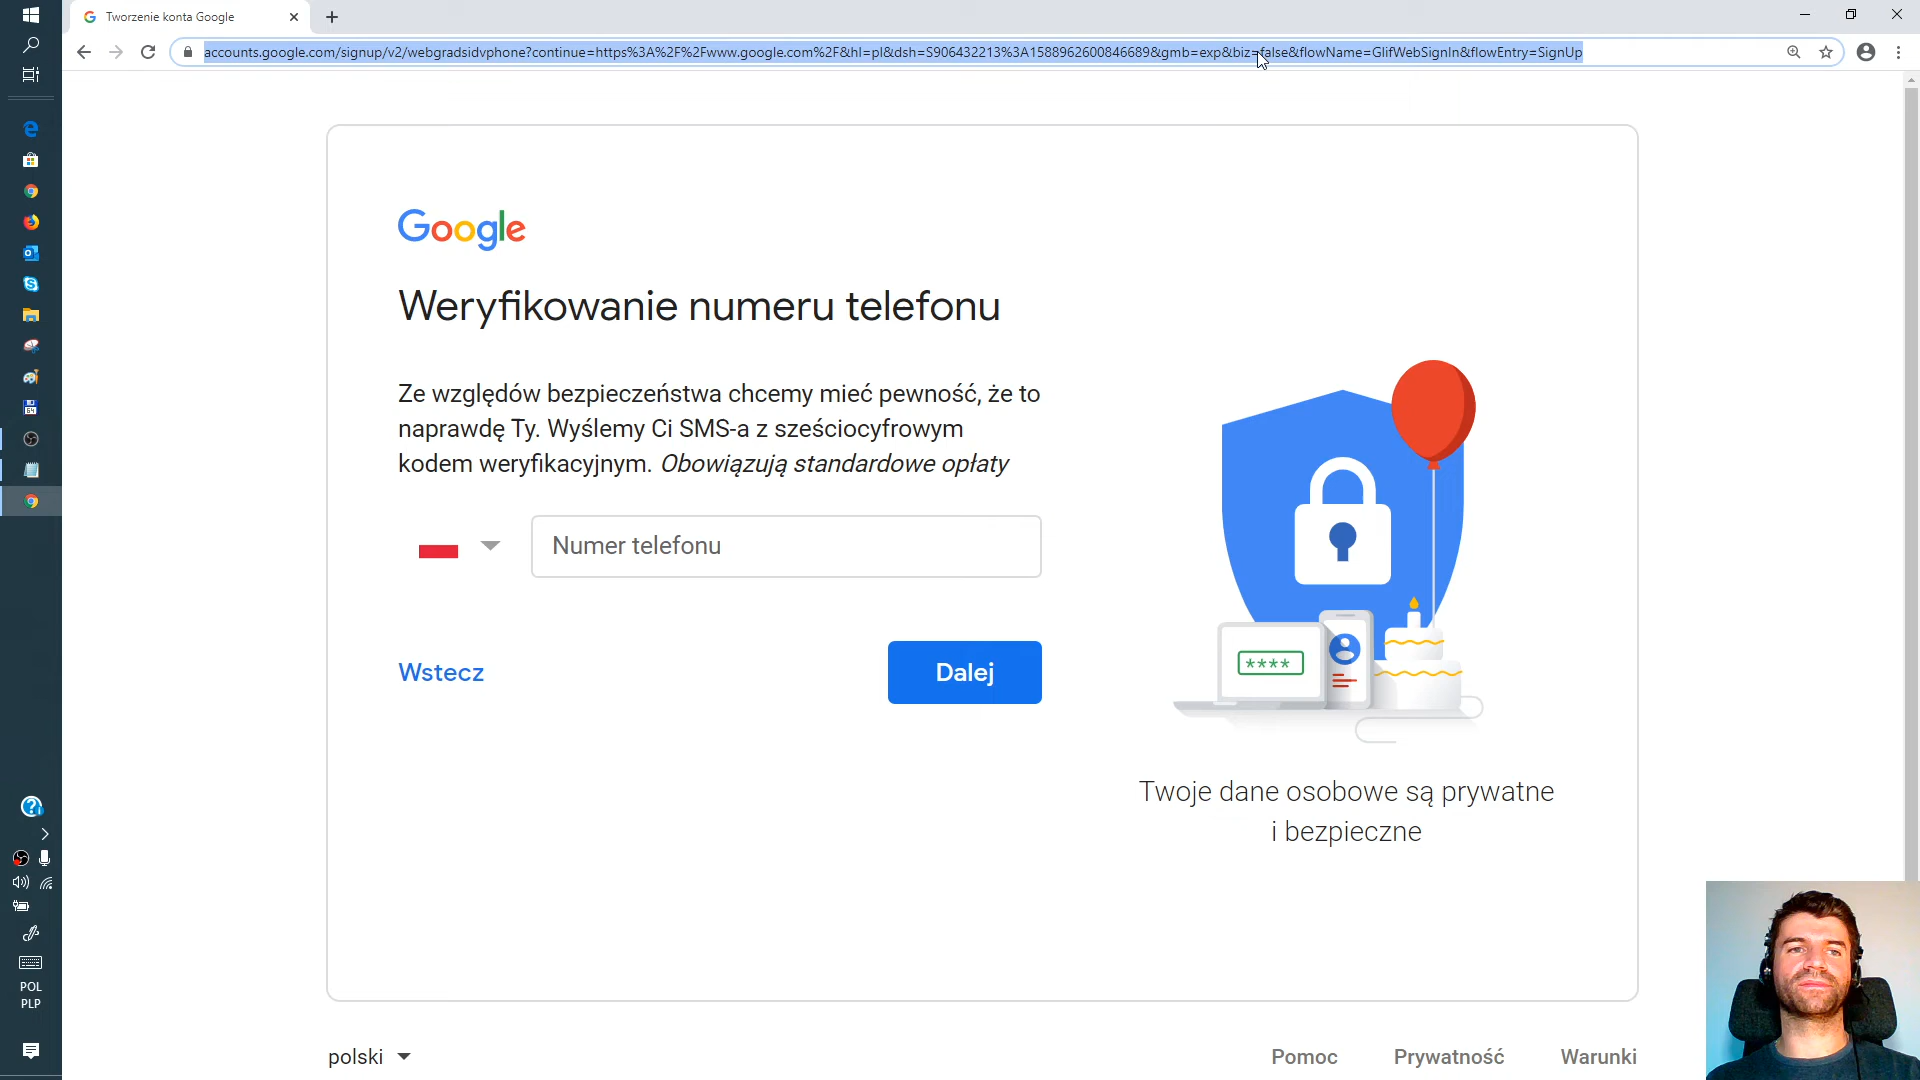 Tworzenie konta Google
accounts.google.com/signup/v2/webgradsidvphone?continue=https%3A%2F%2Fwww.google.com%2F&hl=pl&dsh=S906432213%3A1588962600846689&gmb=exp&biz=false&flowName=GlifWebSignIn&flowEntry=SignUp
Google
Weryfikowanie numeru telefonu
Ze względów bezpieczeństwa chcemy mieć pewność, że to
naprawdę Ty. Wyślemy Ci SMS-a z sześciocyfrowym
kodem weryfikacyjnym. Obowiązują standardowe opłaty
Numer telefonu
Wstecz
Dalej
****
Twoje dane osobowe są prywatne
i bezpieczne
polski
Pomoc
Prywatność
Warunki
64
POL
PLP